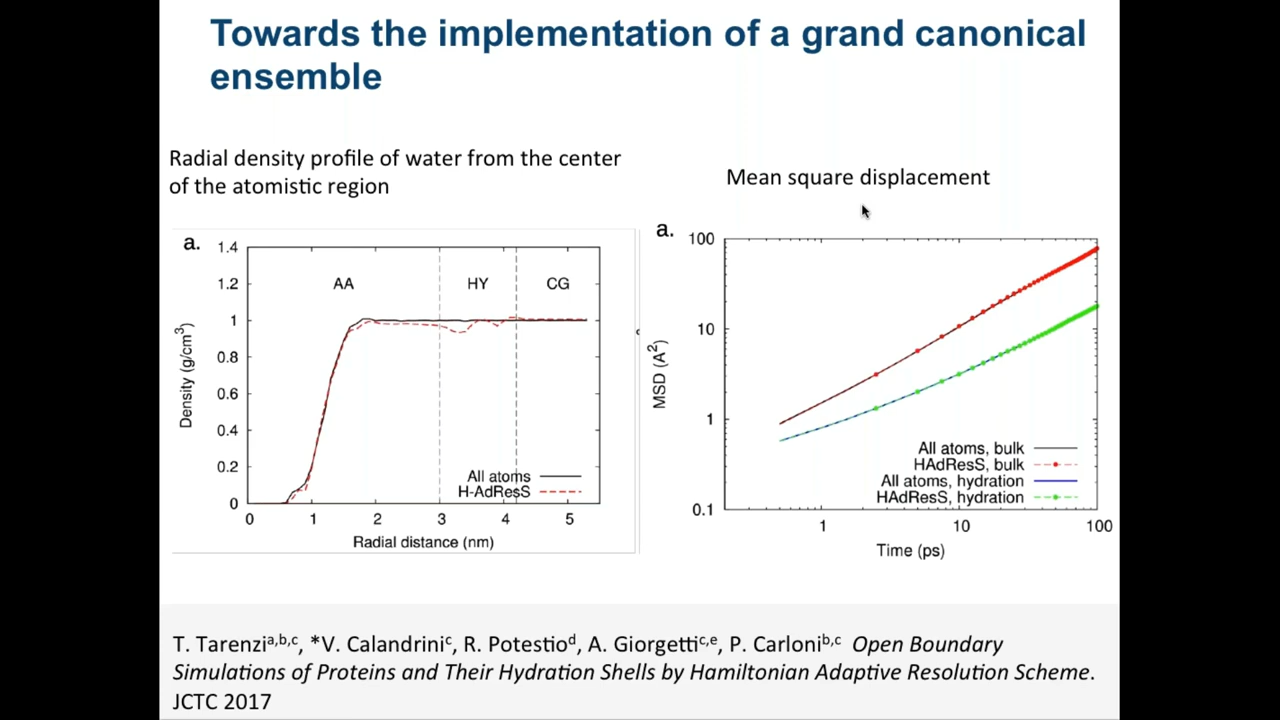 Towards the implementation of a grand canonical
ensemble
Radial density profile of water from the center
of the atomistic region
Mean square displacement
a.
1.4
1.2
1
0.8
0.6
0.4
0.2
0
AA
HY
CG
Density (g/cm³)
All atoms
H-AdResS
0 1 2 3 4 5
Radial distance (nm)
a.
100
10
1
0.1
MSD (A²)
All atoms, bulk
HAdResS, bulk
All atoms, hydration
HAdResS, hydration
1 10 100
Time (ps)
T. Tarenziᵃ,ᵇ,ᶜ, *V. Calandriniᶜ, R. Potestioᵈ, A. Giorgettiᶜ,ᵉ, P. Carloniᵇ,ᶜ Open Boundary
Simulations of Proteins and Their Hydration Shells by Hamiltonian Adaptive Resolution Scheme.
JCTC 2017